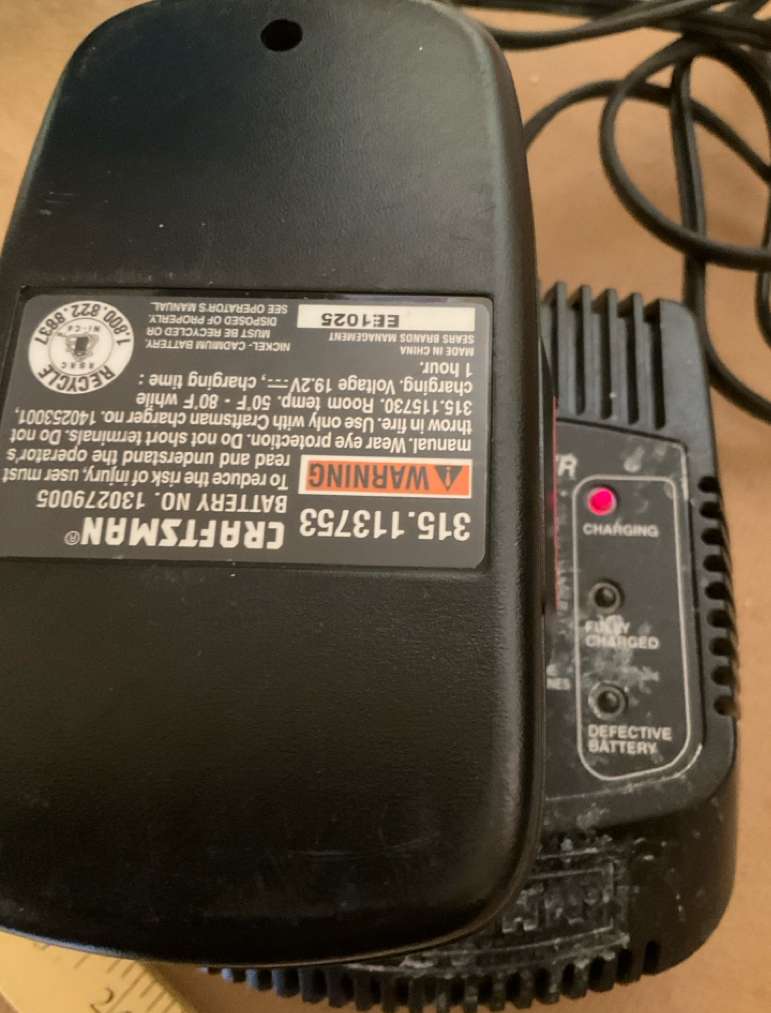 315.113753 CRAFTSMAN®
BATTERY NO. 130279005
WARNING
To reduce the risk of injury, user must
read and understand the operator's
manual. Wear eye protection. Do not short terminals. Do not
throw in fire. Use only with Craftsman charger no. 140253001,
315.115730. Room temp. 50°F - 80°F while
charging. Voltage 19.2V ⎓, charging time :
1 hour.
MADE IN CHINA
SEARS BRANDS MANAGEMENT
EE1025
NICKEL - CADMIUM BATTERY.
MUST BE RECYCLED OR
DISPOSED OF PROPERLY.
SEE OPERATOR'S MANUAL
RECYCLE
1.800.822.8837
RBRC
Ni-Cd
CHARGING
FULLY
CHARGED
DEFECTIVE
BATTERY